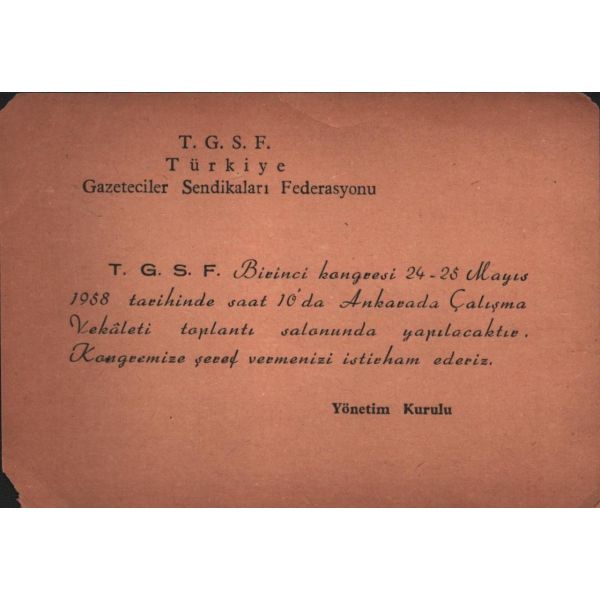 T. G. S. F.
Türkiye
Gazeteciler Sendikaları Federasyonu
T. G. S. F. Birinci kongresi 24-25 Mayıs
1958 tarihinde saat 10'da Ankarada Çalışma
Vekâleti toplantı salonunda yapılacaktır.
Kongremize şeref vermenizi istirham ederiz.
Yönetim Kurulu